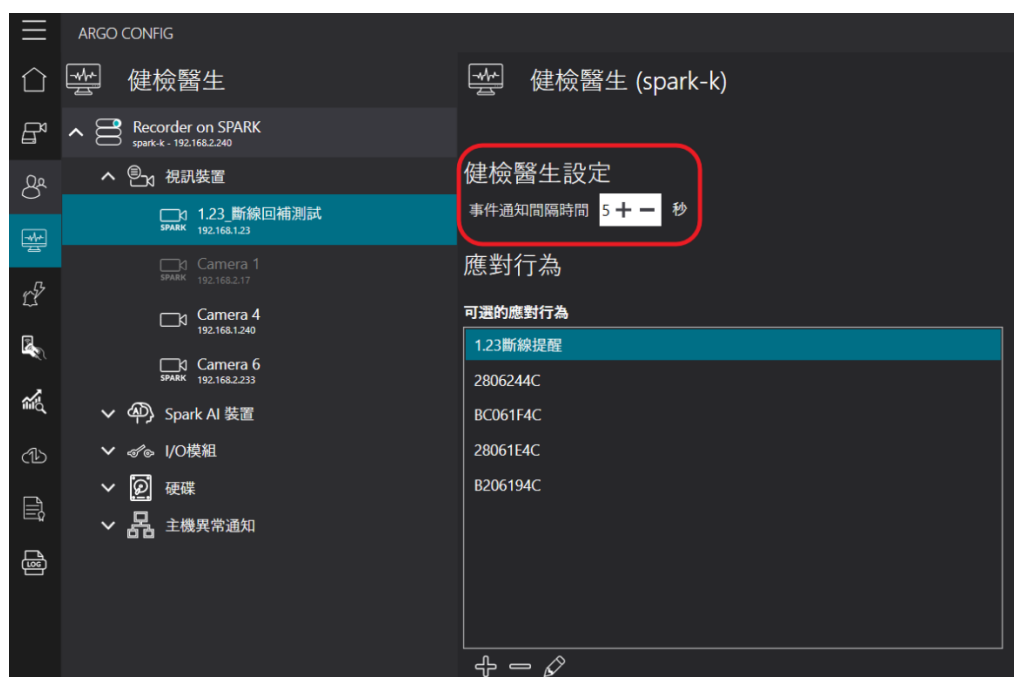 ARGO CONFIG
健檢醫生
Recorder on SPARK
spark-k - 192.168.2.240
視訊裝置
1.23_斷線回補測試
SPARK 192.168.1.23
Camera 1
SPARK 192.168.2.17
Camera 4
192.168.1.240
Camera 6
SPARK 192.168.2.233
AI Spark AI 裝置
I/O模組
硬碟
主機異常通知
LOG
健檢醫生 (spark-k)
健檢醫生設定
事件通知間隔時間 5 秒
應對行為
可選的應對行為
1.23斷線提醒
2806244C
BC061F4C
28061E4C
B206194C